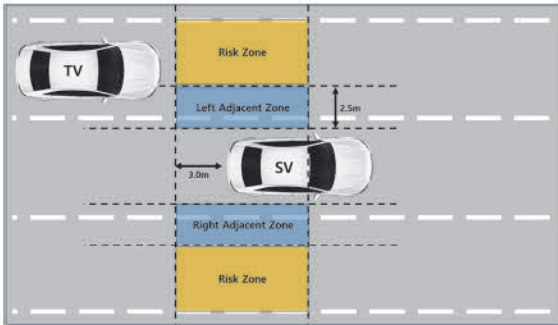 Risk Zone
TV
Left Adjacent Zone
2.5m
SV
3.0m
Right Adjacent Zone
Risk Zone